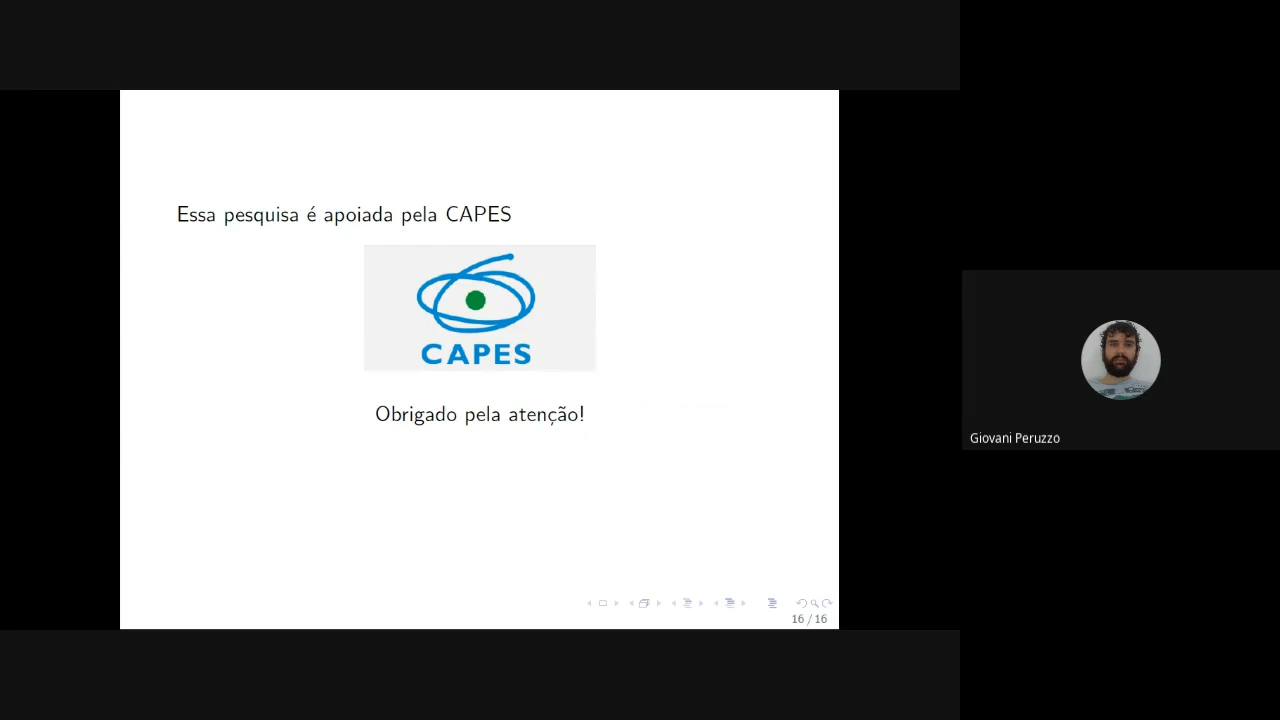 Essa pesquisa é apoiada pela CAPES
CAPES
Obrigado pela atenção!
16 / 16
Giovani Peruzzo